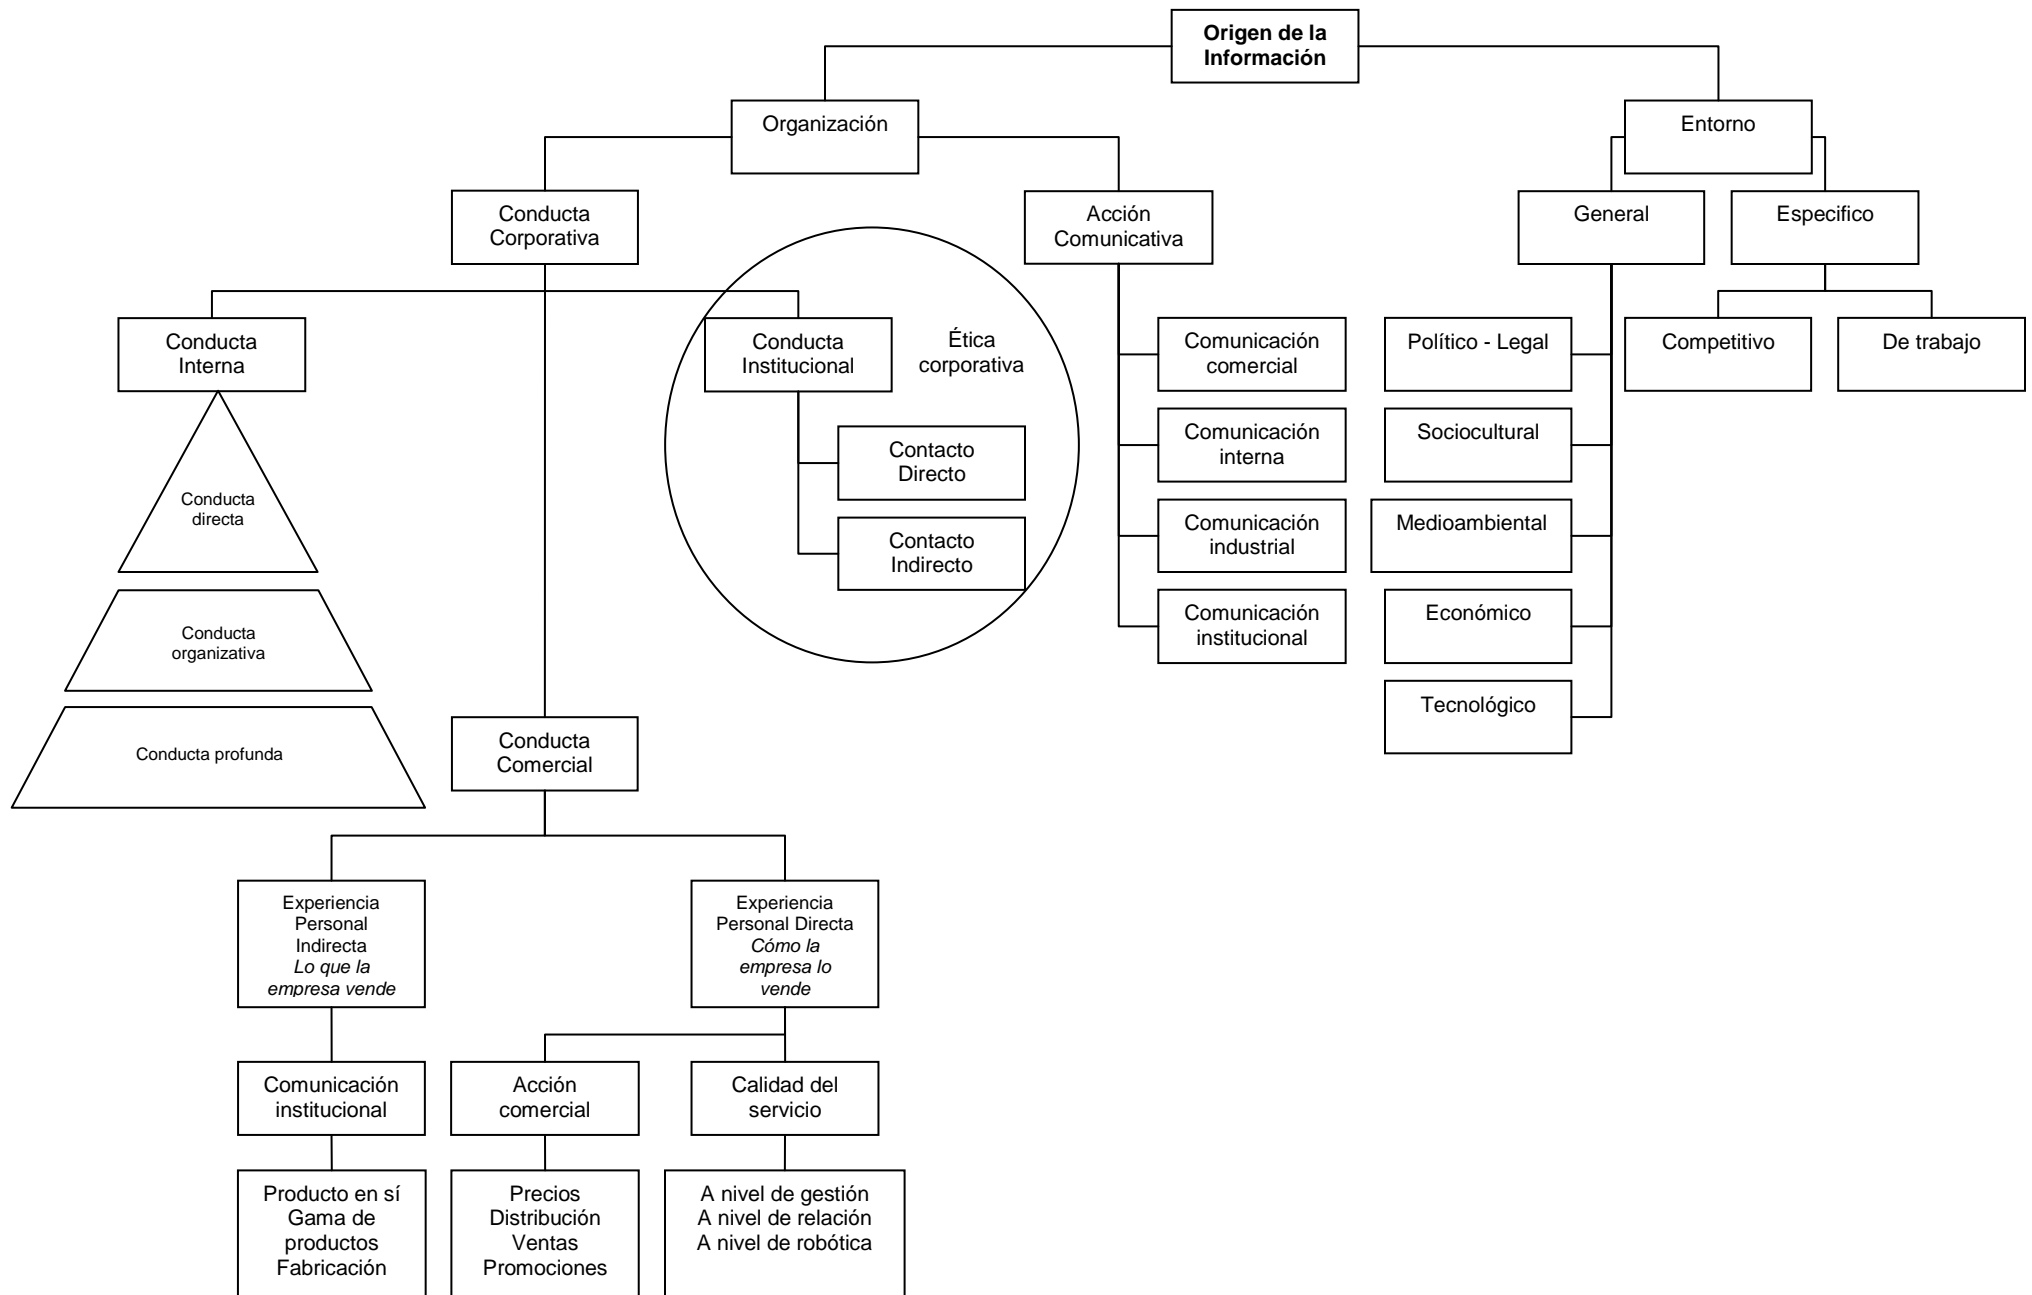 Origen de la
Información
Organización
Entorno
Conducta
Corporativa
Acción
Comunicativa
General
Especifico
Conducta
Interna
Conducta
Institucional
Ética
corporativa
Comunicación
comercial
Político - Legal
Competitivo
De trabajo
Contacto
Directo
Comunicación
interna
Sociocultural
Conducta
directa
Contacto
Indirecto
Comunicación
industrial
Medioambiental
Conducta
organizativa
Comunicación
institucional
Económico
Tecnológico
Conducta profunda
Conducta
Comercial
Experiencia
Personal
Indirecta
Lo que la
empresa vende
Experiencia
Personal Directa
Cómo la
empresa lo
vende
Comunicación
institucional
Acción
comercial
Calidad del
servicio
Producto en sí
Gama de
productos
Fabricación
Precios
Distribución
Ventas
Promociones
A nivel de gestión
A nivel de relación
A nivel de robótica